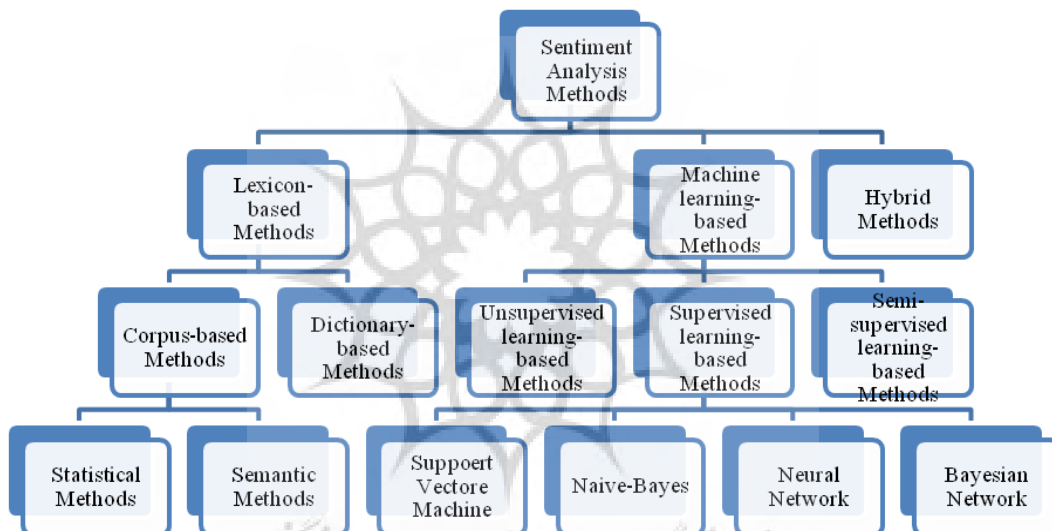 Sentiment
Analysis
Methods
Lexicon-
based
Methods
Machine
learning-
based
Methods
Hybrid
Methods
Corpus-based
Methods
Dictionary-
based
Methods
Unsupervised
learning-
based Methods
Supervised
learning-
based Methods
Semi-
supervised
learning-
based Methods
Statistical
Methods
Semantic
Methods
Suppoert
Vectore
Machine
Naive-Bayes
Neural
Network
Bayesian
Network